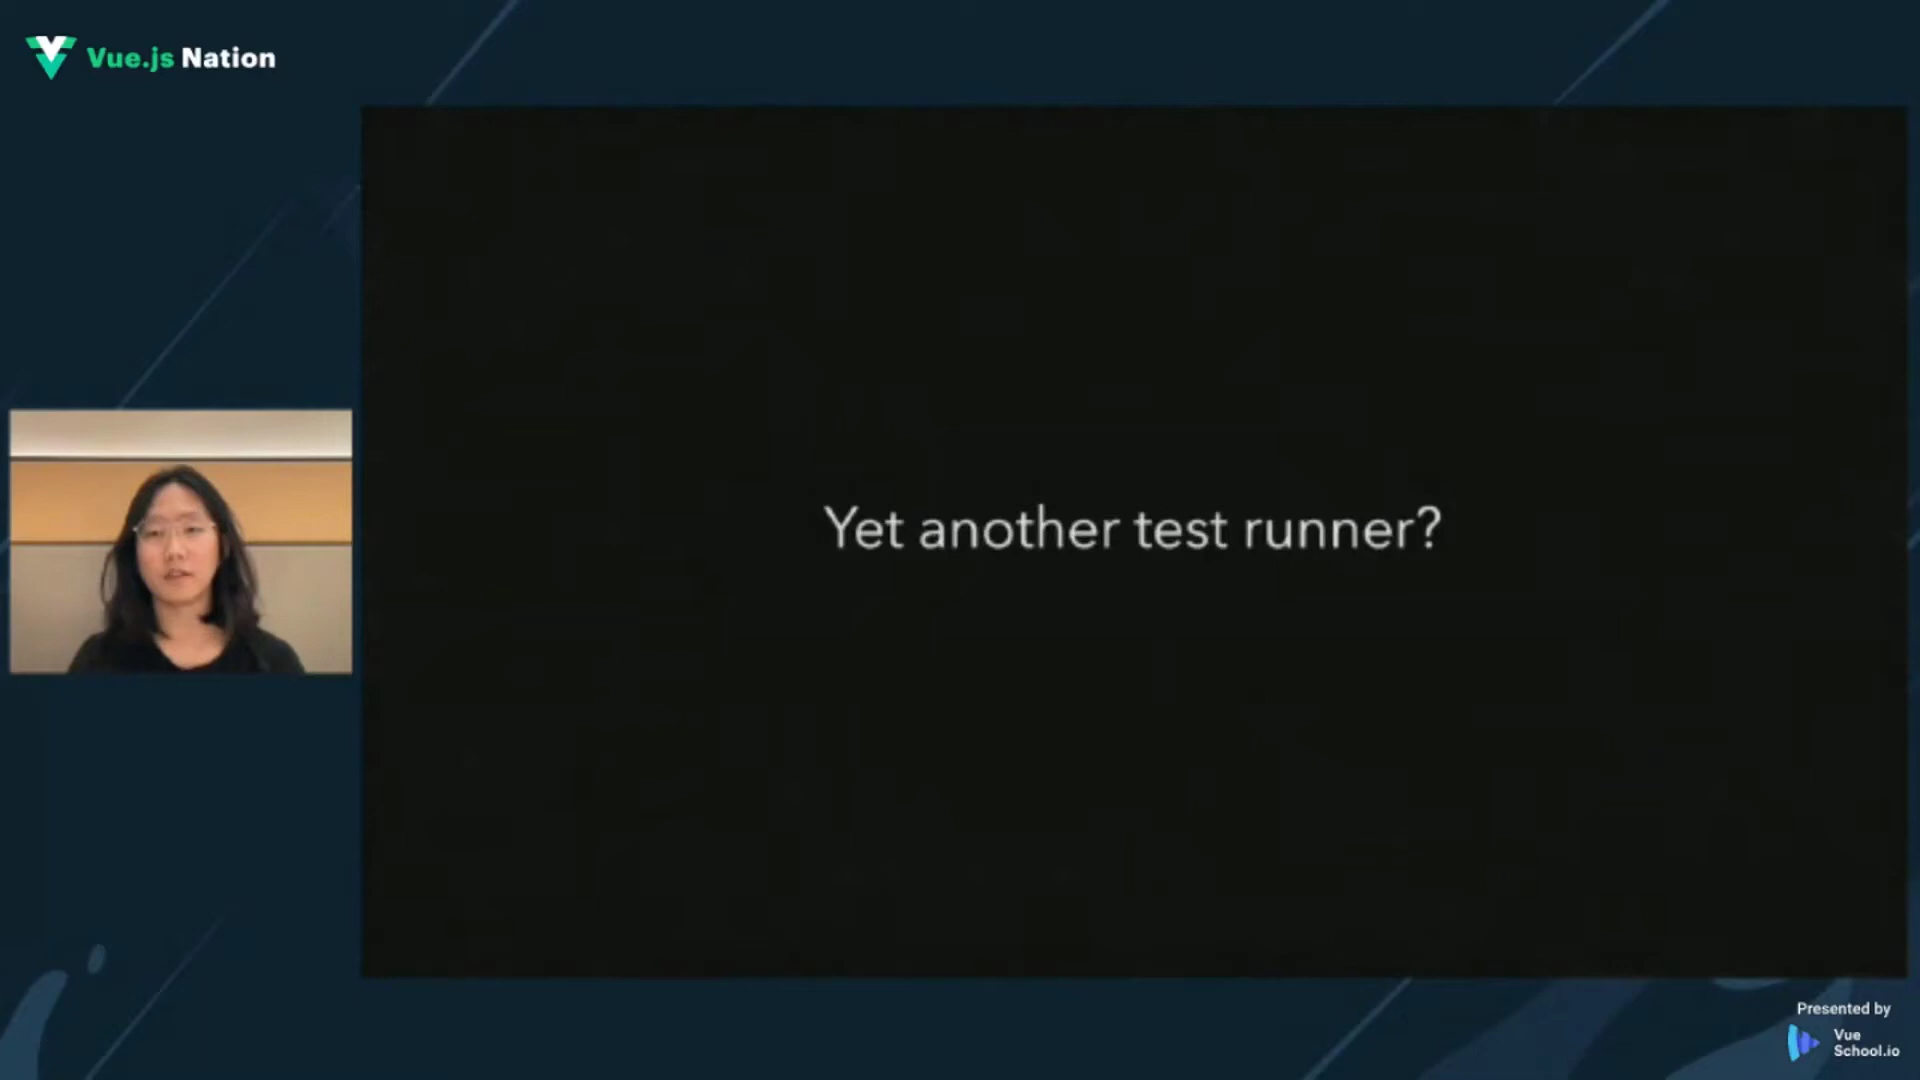 Vue.js Nation
Yet another test runner?
Presented by
Vue
School.io